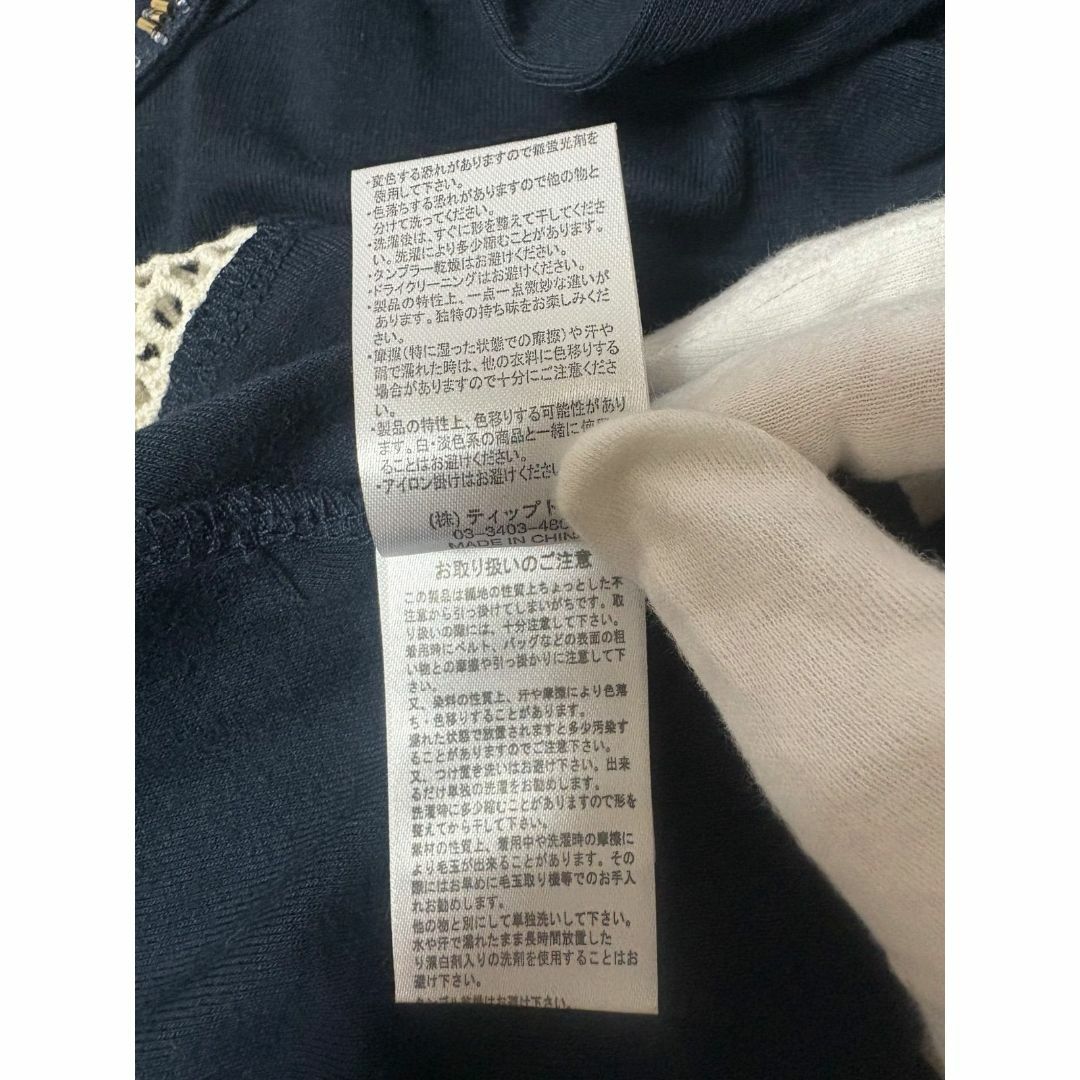 ・変色する恐れがありますので無蛍光剤を
使用して下さい。
・色落ちする恐れがありますので他の物と
分けて洗ってください。
・洗濯後は、すぐに形を整えて干してくださ
い。洗濯により多少縮むことがあります。
・タンブラー乾燥はお避けください。
・ドライクリーニングはお避けください。
・製品の特性上、一点一点微妙な違いが
あります。独特の持ち味をお楽しみくだ
さい。
・摩擦(特に湿った状態での摩擦)や汗や
雨で濡れた時は、他の衣料に色移りする
場合がありますので十分にご注意くださ
い。
・製品の特性上、色移りする可能性があり
ます。白・淡色系の商品と一緒に使用
ることはお避けください。
・アイロン掛けはお避けくださ
(株)ティップト
03-3403-48
MADE IN CHIN
お取り扱いのご注意
この製品は編地の性質上ちょっとした不
注意から引っ掛けてしまいがちです。取
り扱いの際には、十分注意して下さい。
着用時にベルト、バッグなどの表面の粗
い物との摩擦や引っ掛かりに注意して下
さい。
又、染料の性質上、汗や摩擦により色落
ち・色移りすることがあります。
濡れた状態で放置されますと多少汚染す
ることがありますのでご注意下さい。
又、つけ置き洗いはお避け下さい。出来
るだけ単独の洗濯をお勧めします。
洗濯時に多少縮むことがありますので形を
整えてから干して下さい。
素材の性質上、着用中や洗濯時の摩擦に
より毛玉が出来ることがあります。その
際にはお早めに毛玉取り機等でのお手入
れお勧めします。
他の物と別にして単独洗いして下さい。
水や汗で濡れたまま長時間放置した
り漂白剤入りの洗剤を使用することはお
避け下さい。
タンブル乾燥はお避け下さい。